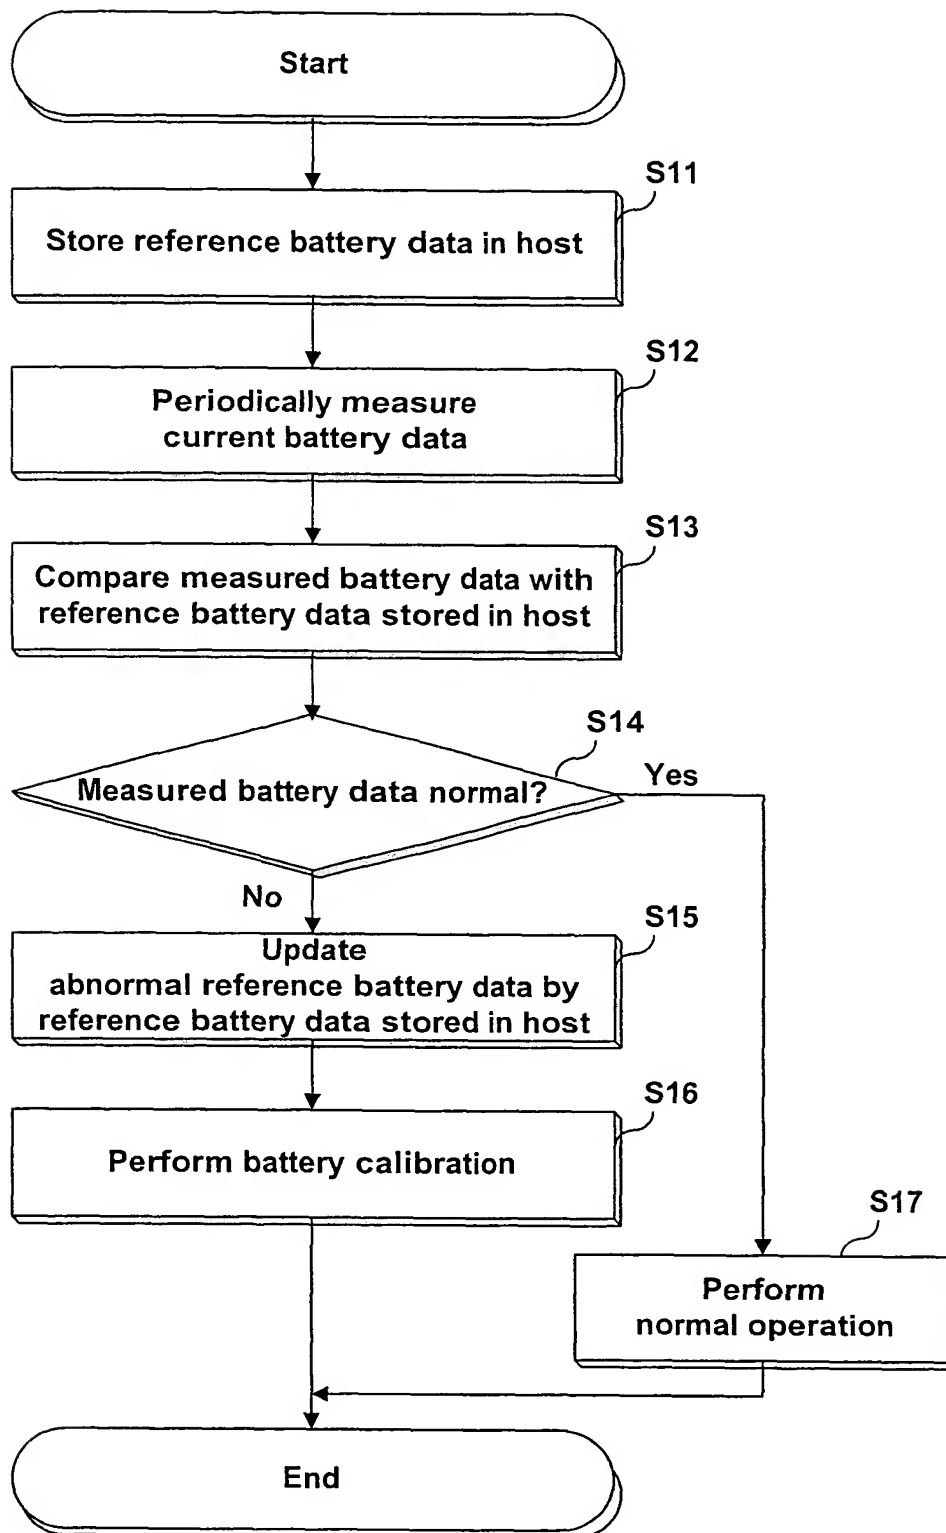 Start
S11
Store reference battery data in host
S12
Periodically measure
current battery data
S13
Compare measured battery data with
reference battery data stored in host
S14
Measured battery data normal?
Yes
No
S15
Update
abnormal reference battery data by
reference battery data stored in host
S16
Perform battery calibration
S17
Perform
normal operation
End